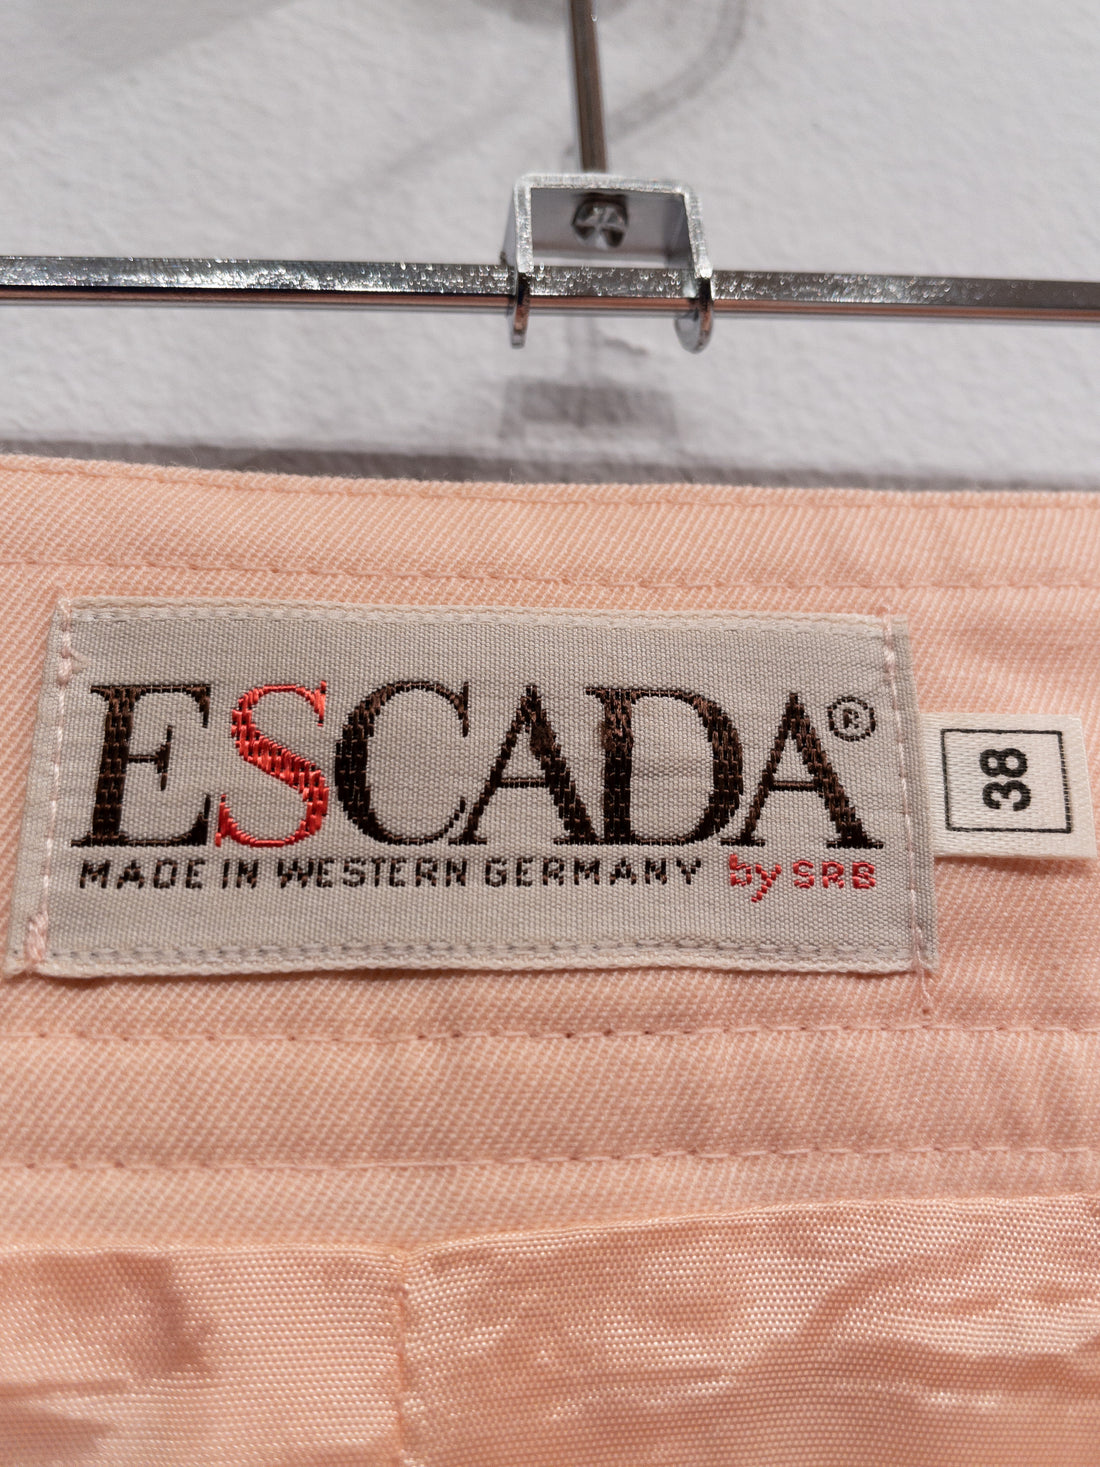 ESCADA®
MADE IN WESTERN GERMANY by SRB
38